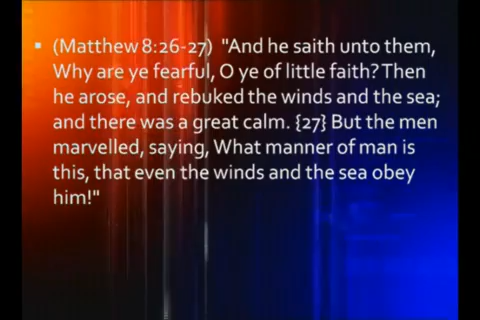 (Matthew 8:26-27) "And he saith unto them,
Why are ye fearful, O ye of little faith? Then
he arose, and rebuked the winds and the sea;
and there was a great calm. {27} But the men
marvelled, saying, What manner of man is
this, that even the winds and the sea obey
him!"